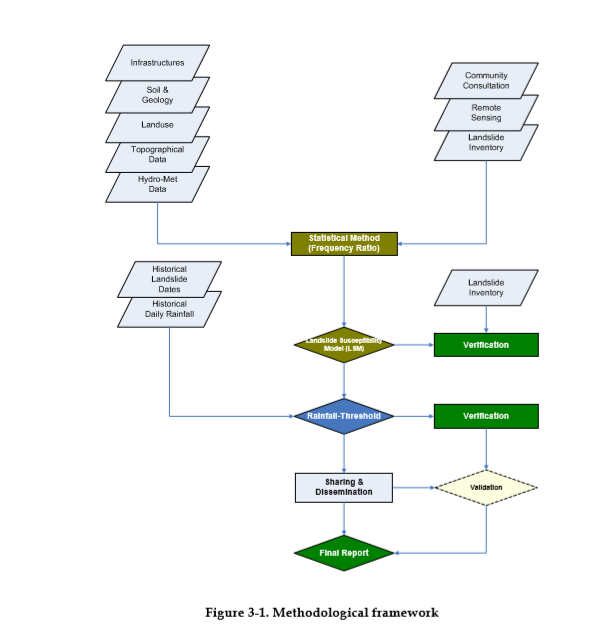 Infrastructures
Soil &
Geology
Landuse
Topographical
Data
Hydro-Met
Data
Community
Consultation
Remote
Sensing
Landslide
Inventory
Statistical Method
(Frequency Ratio)
Historical
Landslide
Dates
Historical
Daily Rainfall
Landslide
Inventory
Landslide Susceptibility
Model (LSM)
Verification
Rainfall-Threshold
Verification
Sharing &
Dissemination
Validation
Final Report
Figure 3-1. Methodological framework